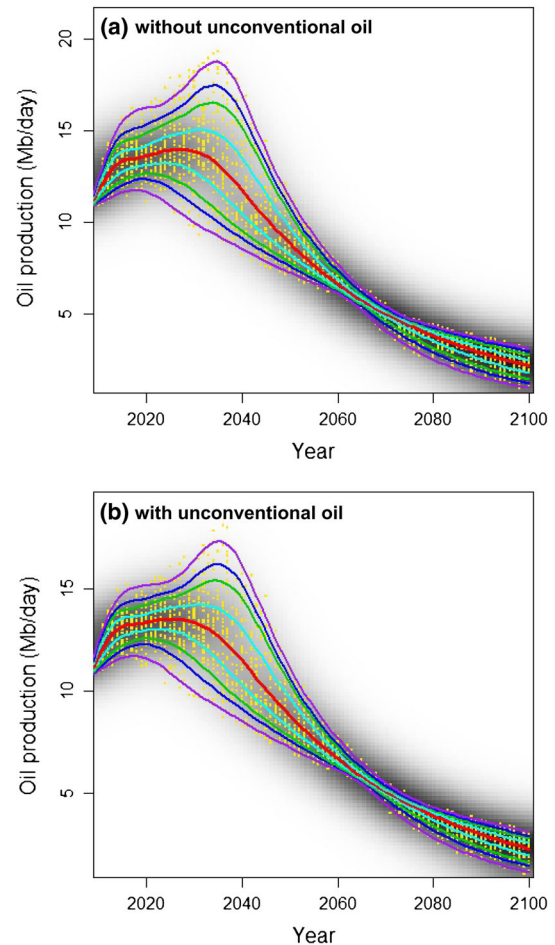 (a) without unconventional oil
20
15
10
5
Oil production (Mb/day)
2020 2040 2060 2080 2100
Year
(b) with unconventional oil
15
10
5
Oil production (Mb/day)
2020 2040 2060 2080 2100
Year